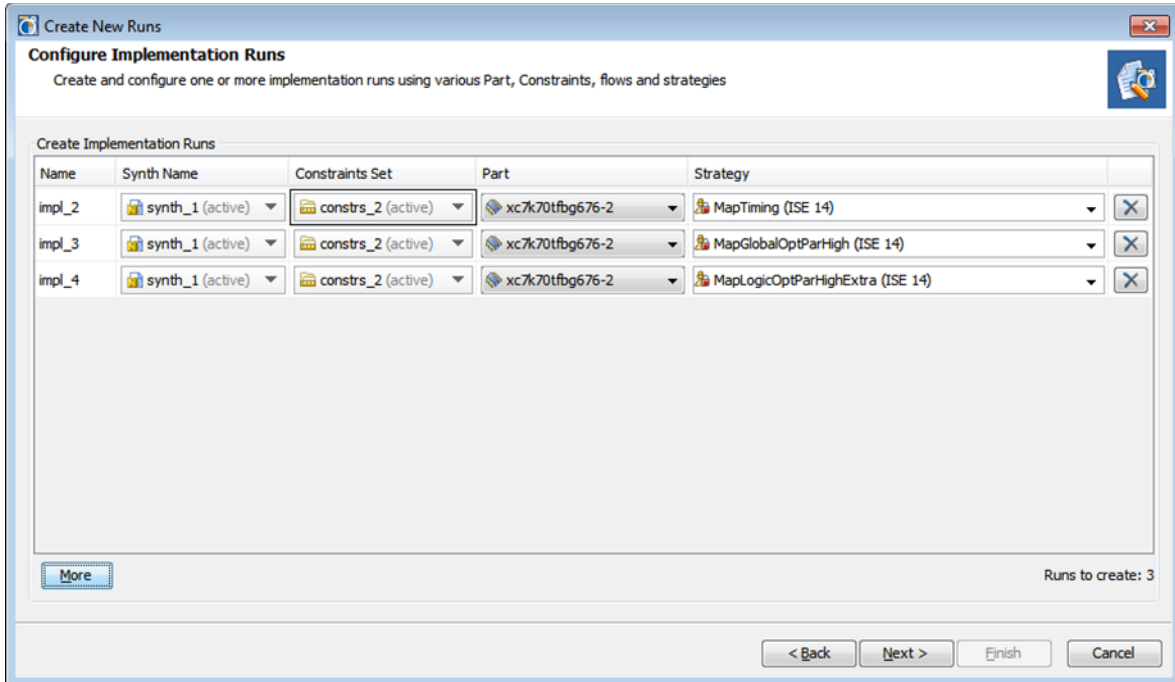 Create New Runs
Configure Implementation Runs
Create and configure one or more implementation runs using various Part, Constraints, flows and strategies
Create Implementation Runs
Name Synth Name Constraints Set Part Strategy
impl_2 synth_1 (active) constrs_2 (active) xc7k70tfbg676-2 MapTiming (ISE 14)
impl_3 synth_1 (active) constrs_2 (active) xc7k70tfbg676-2 MapGlobalOptParHigh (ISE 14)
impl_4 synth_1 (active) constrs_2 (active) xc7k70tfbg676-2 MapLogicOptParHighExtra (ISE 14)
More Runs to create: 3
< Back Next > Finish Cancel